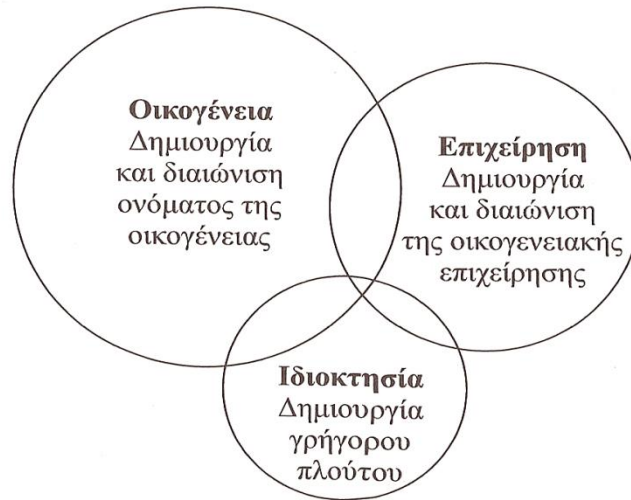 Οικογένεια
Δημιουργία
και διαιώνιση
ονόματος της
οικογένειας
Επιχείρηση
Δημιουργία
και διαιώνιση
της οικογενειακής
επιχείρησης
Ιδιοκτησία
Δημιουργία
γρήγορου
πλούτου